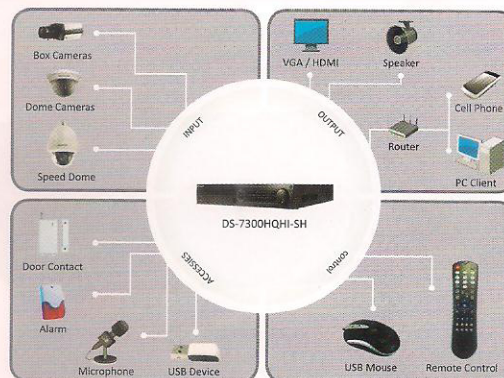 Box Cameras
Dome Cameras
Speed Dome
INPUT
VGA / HDMI
Speaker
Cell Phone
Router
PC Client
OUTPUT
DS-7300HQHI-SH
Door Contact
Alarm
Microphone
USB Device
ACCESSIES
control
USB Mouse
Remote Control